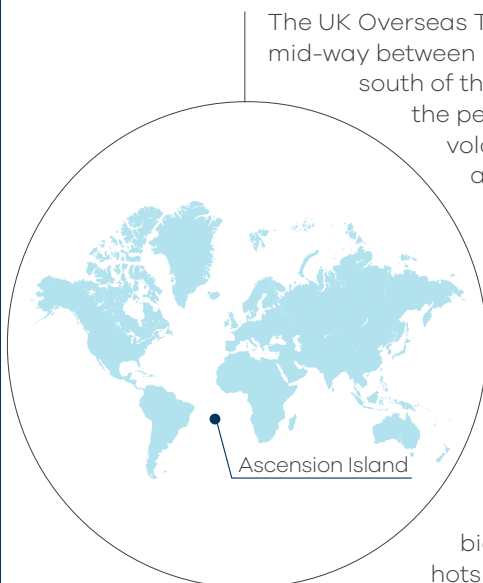 The UK Overseas T
mid-way between
south of th
the pe
volc
a
Ascension Island
bi
hots